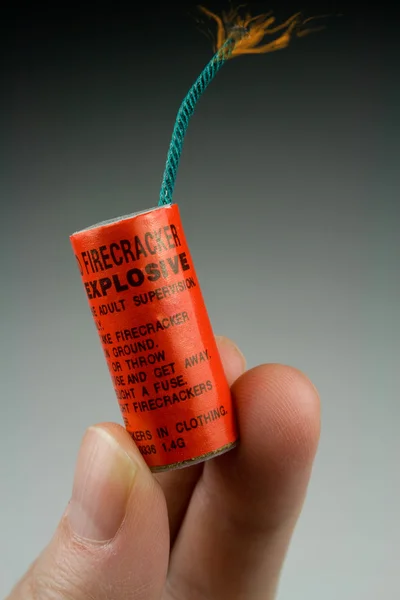 FIRECRACKER
EXPLOSIVE
ADULT SUPERVISION
FIRECRACKER
GROUND.
OR THROW
AND GET AWAY.
A FUSE.
FIRECRACKERS
IN CLOTHING.
1.4G